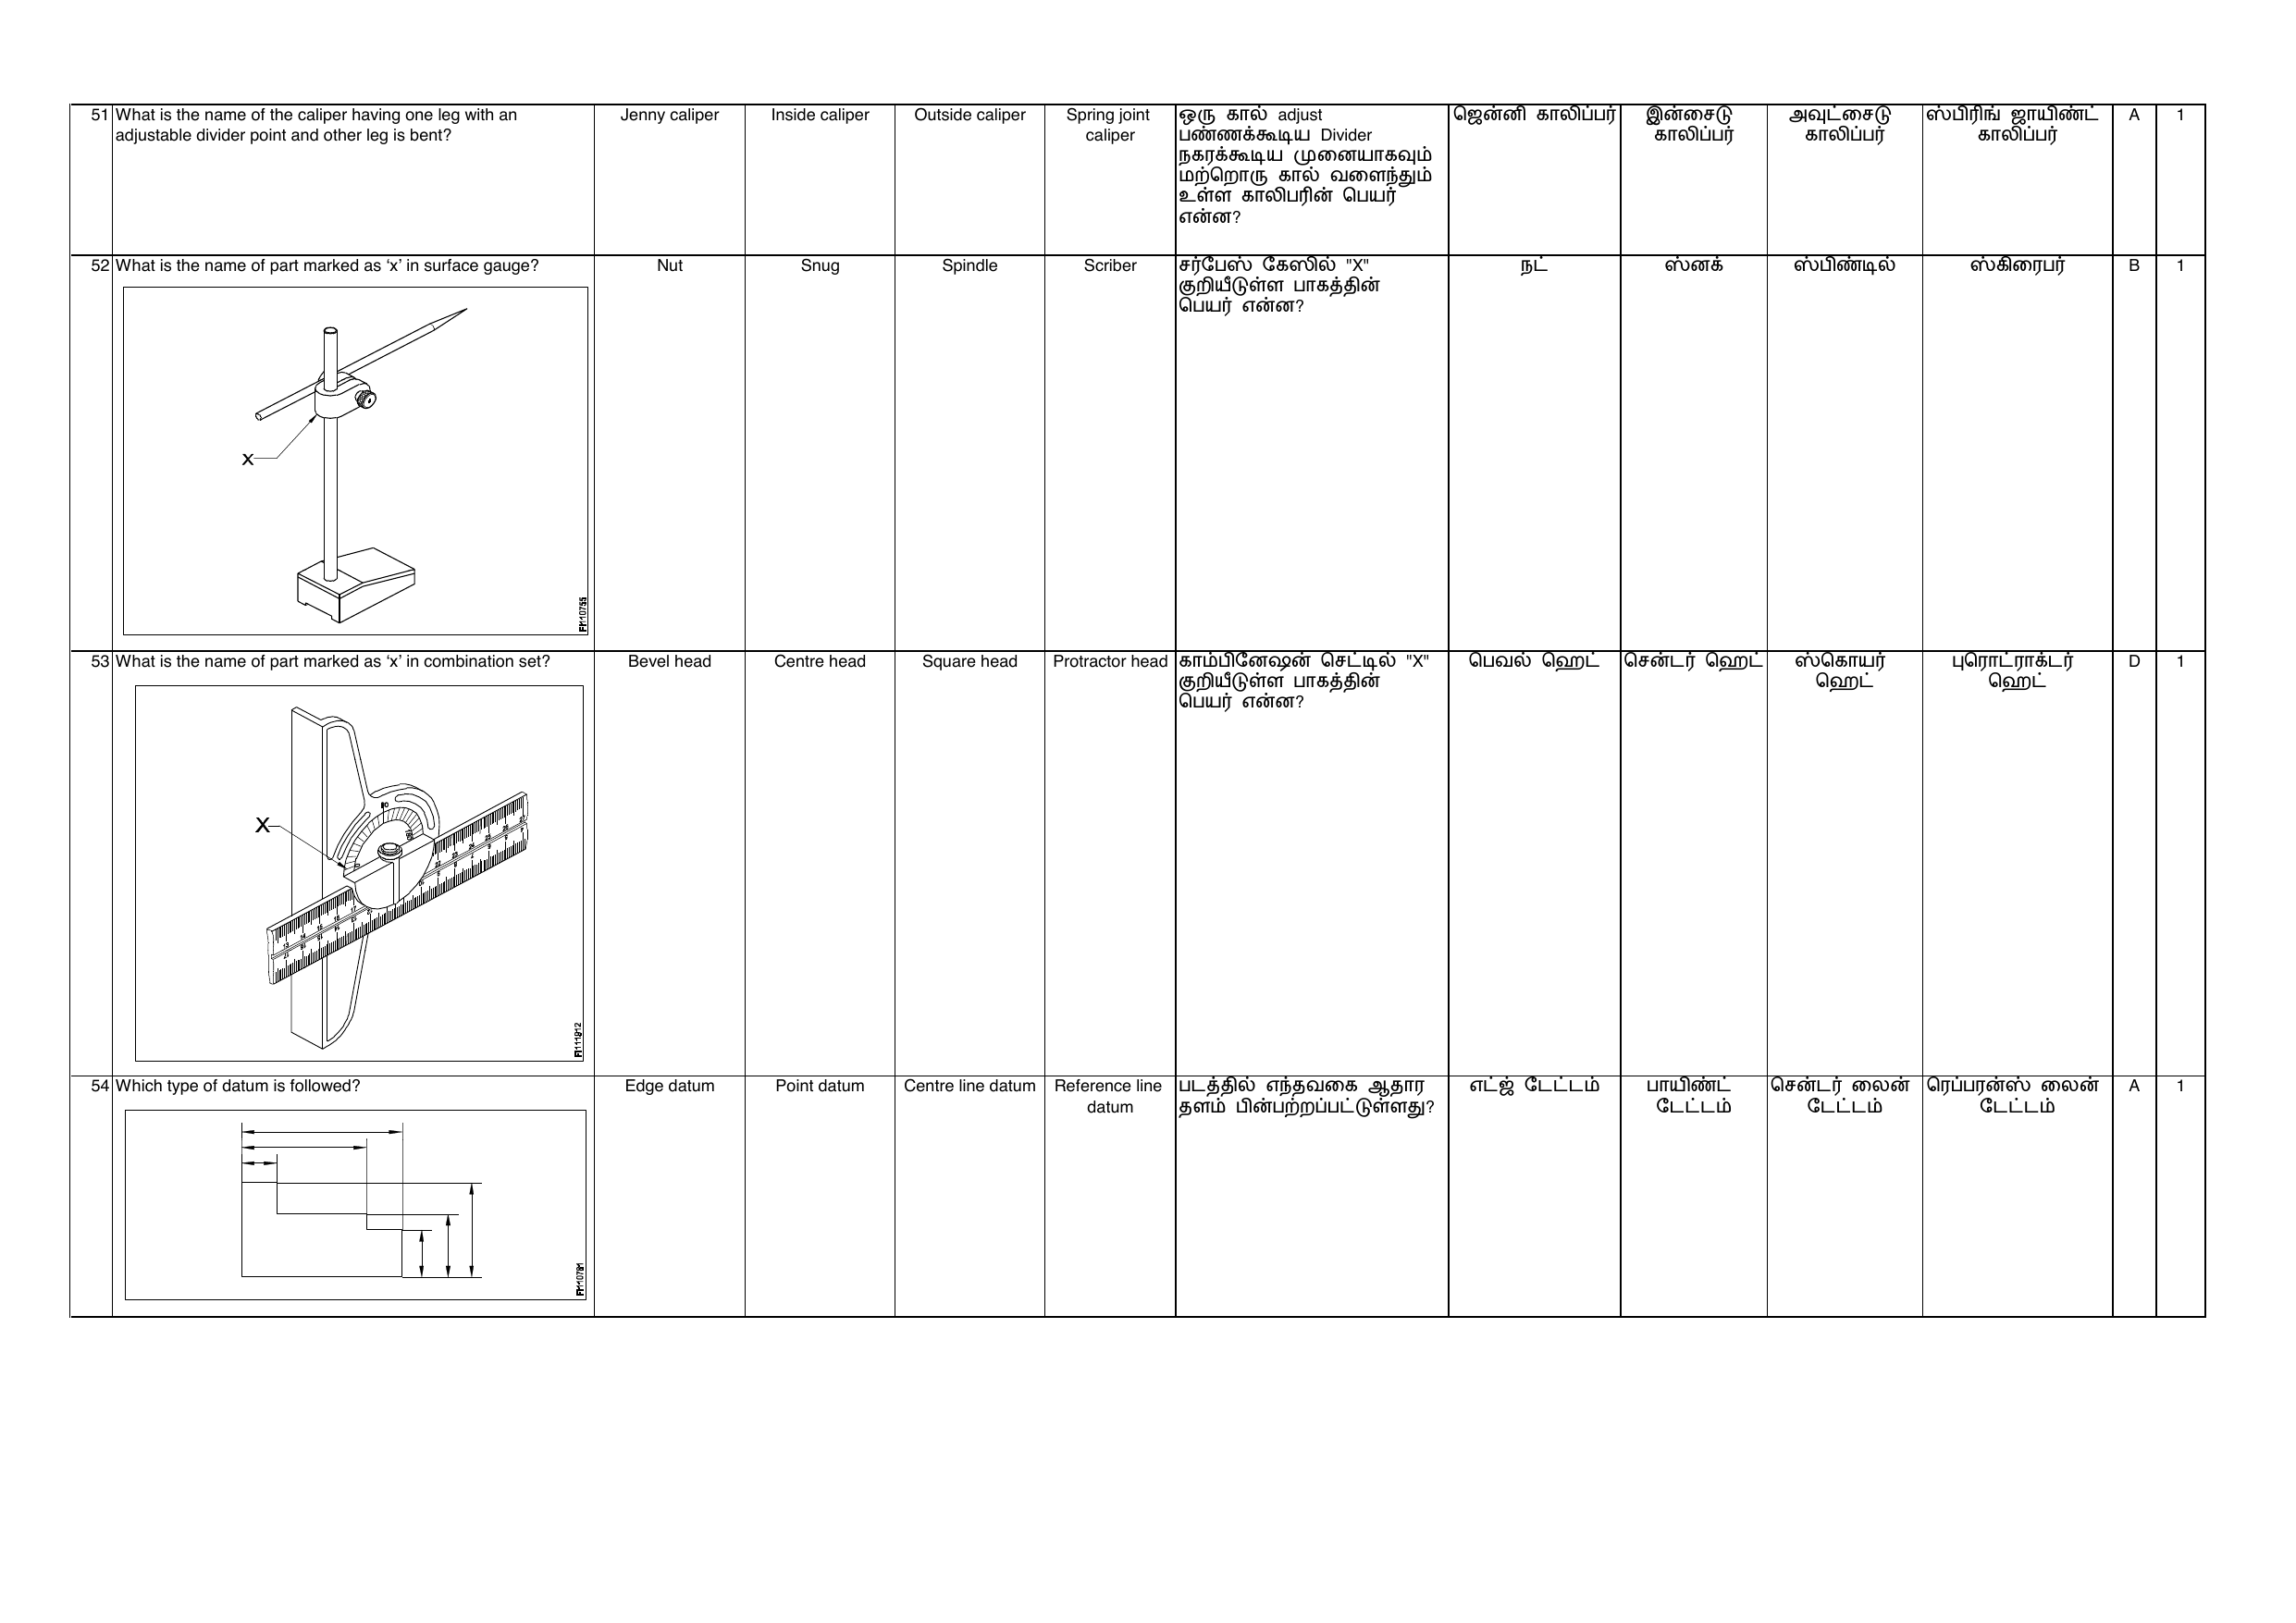 51 What is the name of the caliper having one leg with an
adjustable divider point and other leg is bent?
Jenny caliper
Inside caliper
Outside caliper
Spring joint
caliper
ஒரு கால் adjust
பண்ணக்கூடிய Divider
நகரக்கூடிய முனையாகவும்
மற்றொரு கால் வளைந்தும்
உள்ள காலிபரின் பெயர்
என்ன?
ஜென்னி காலிப்பர்
இன்சைடு
காலிப்பர்
அவுட்சைடு
காலிப்பர்
ஸ்பிரிங் ஜாயிண்ட்
காலிப்பர்
A
1
52 What is the name of part marked as ‘x’ in surface gauge?
x
FI110755
Nut
Snug
Spindle
Scriber
சர்பேஸ் கேஸில் "X"
குறியீடுள்ள பாகத்தின்
பெயர் என்ன?
நட்
ஸ்னக்
ஸ்பிண்டில்
ஸ்கிரைபர்
B
1
53 What is the name of part marked as ‘x’ in combination set?
X
Bevel head
Centre head
Square head
Protractor head
காம்பினேஷன் செட்டில் "X"
குறியீடுள்ள பாகத்தின்
பெயர் என்ன?
பெவல் ஹெட்
சென்டர் ஹெட்
ஸ்கொயர்
ஹெட்
புரொட்ராக்டர்
ஹெட்
D
1
54 Which type of datum is followed?
Edge datum
Point datum
Centre line datum
Reference line
datum
படத்தில் எந்தவகை ஆதார
தளம் பின்பற்றப்பட்டுள்ளது?
எட்ஜ் டேட்டம்
பாயிண்ட்
டேட்டம்
சென்டர் லைன்
டேட்டம்
ரெப்பரன்ஸ் லைன்
டேட்டம்
A
1